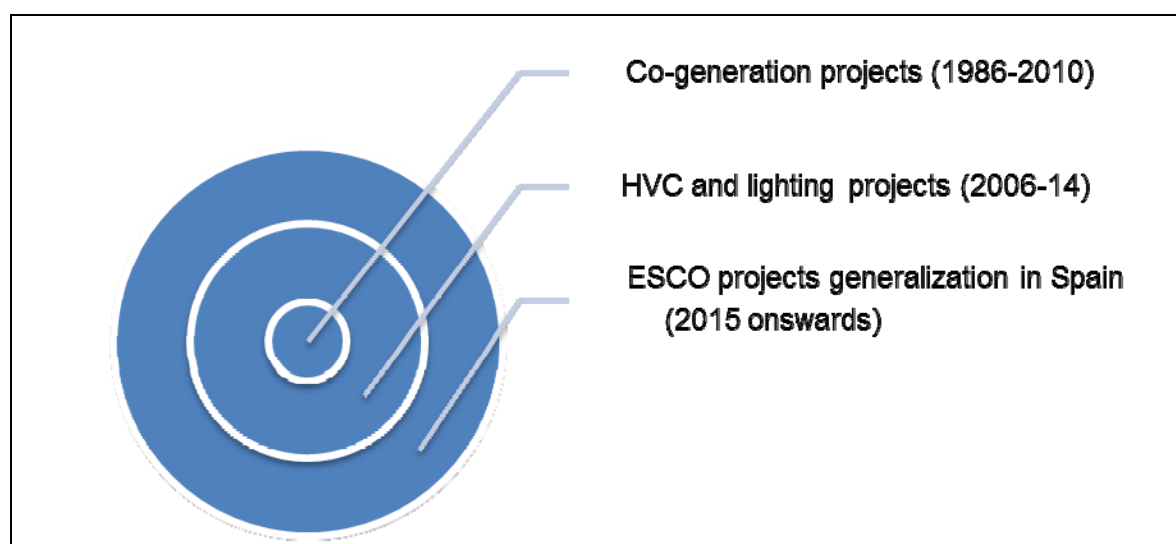 Co-generation projects (1986-2010)
HVC and lighting projects (2006-14)
ESCO projects generalization in Spain
(2015 onswards)